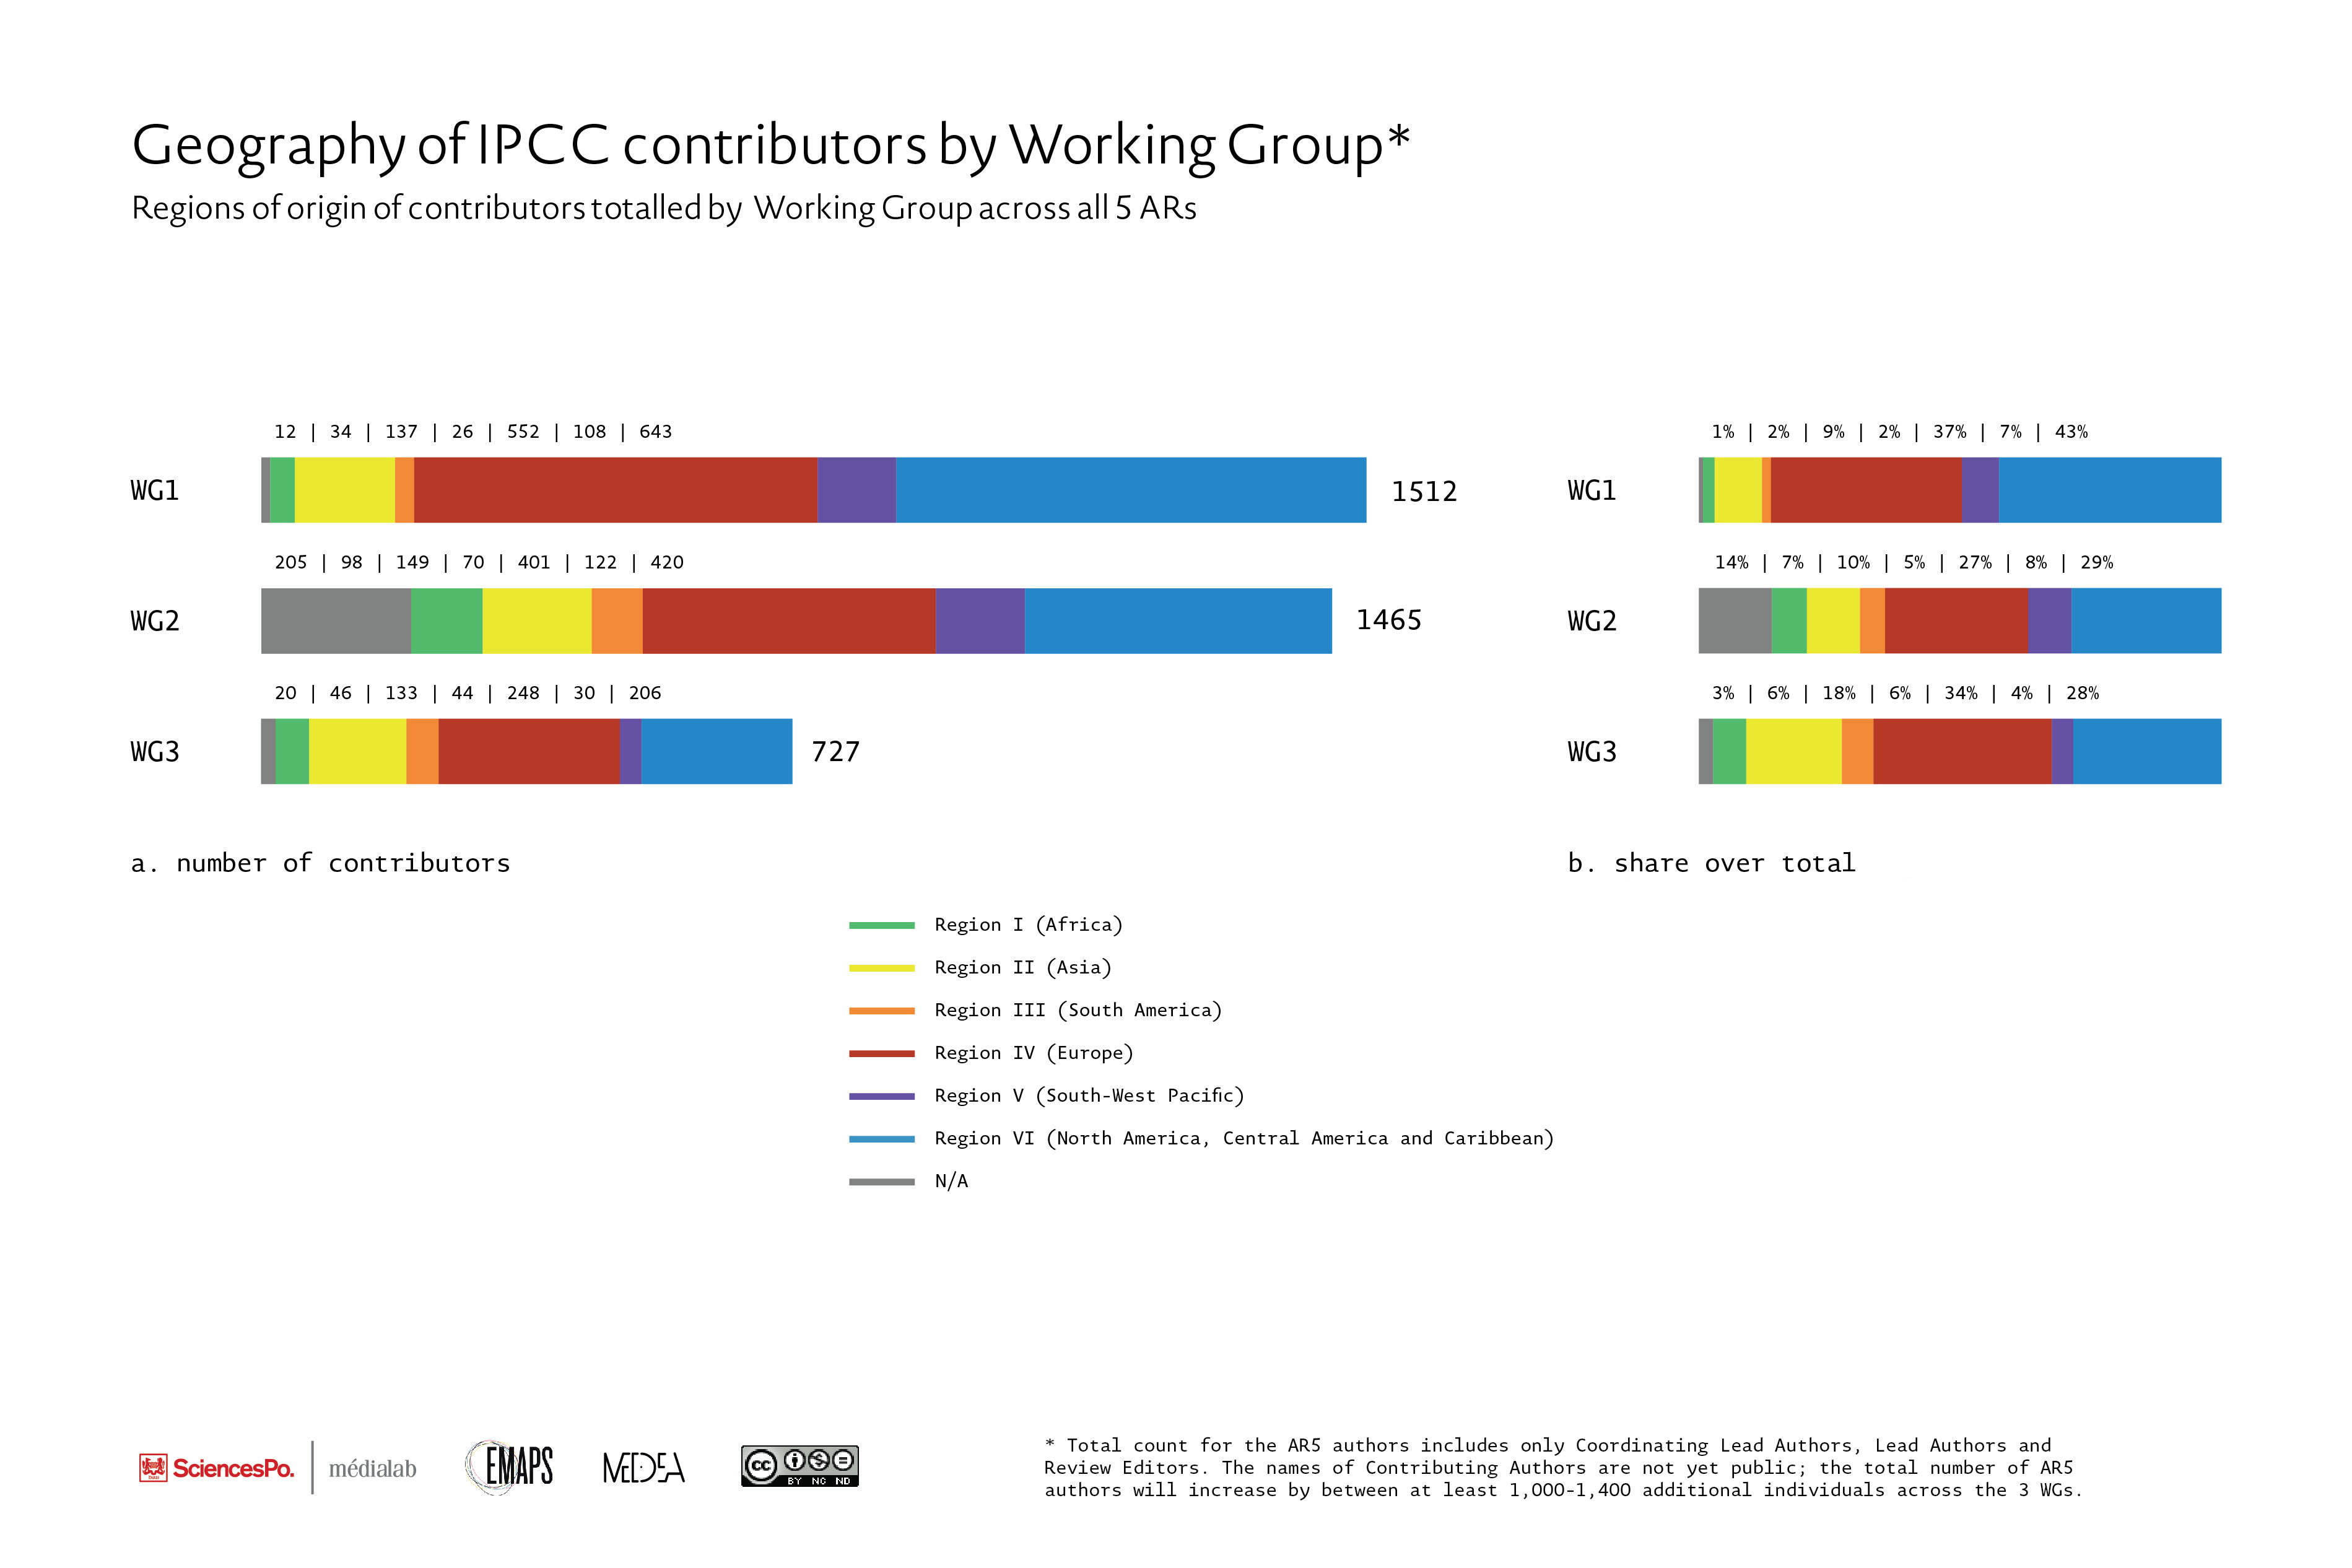 Geography of IPCC contributors by Working Group*
Regions of origin of contributors totalled by Working Group across all 5 ARs
12 | 34 | 137 | 26 | 552 | 108 | 643
WG1
1512
205 | 98 | 149 | 70 | 401 | 122 | 420
WG2
1465
20 | 46 | 133 | 44 | 248 | 30 | 206
WG3
727
a. number of contributors
1% | 2% | 9% | 2% | 37% | 7% | 43%
WG1
14% | 7% | 10% | 5% | 27% | 8% | 29%
WG2
3% | 6% | 18% | 6% | 34% | 4% | 28%
WG3
b. share over total
Region I (Africa)
Region II (Asia)
Region III (South America)
Region IV (Europe)
Region V (South-West Pacific)
Region VI (North America, Central America and Caribbean)
N/A
SciencesPo. | médialab
EMAPS
MEDEA
cc BY NC ND
* Total count for the AR5 authors includes only Coordinating Lead Authors, Lead Authors and
Review Editors. The names of Contributing Authors are not yet public; the total number of AR5
authors will increase by between at least 1,000-1,400 additional individuals across the 3 WGs.